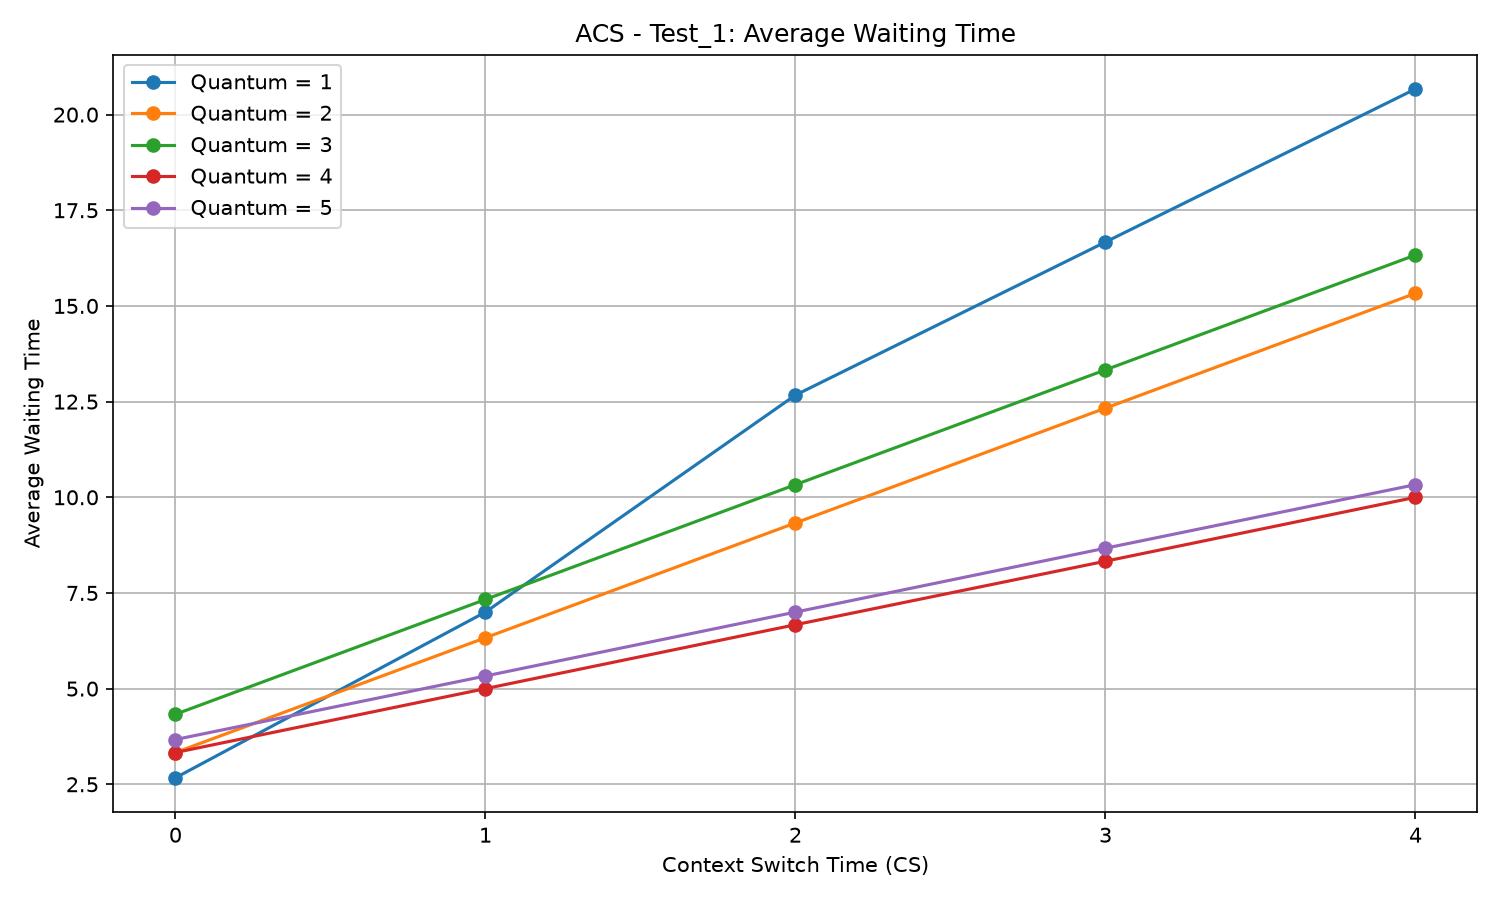 ACS - Test_1: Average Waiting Time
Quantum = 1
Quantum = 2
Quantum = 3
Quantum = 4
Quantum = 5
Average Waiting Time
20.0
17.5
15.0
12.5
10.0
7.5
5.0
2.5
0 1 2 3 4
Context Switch Time (CS)